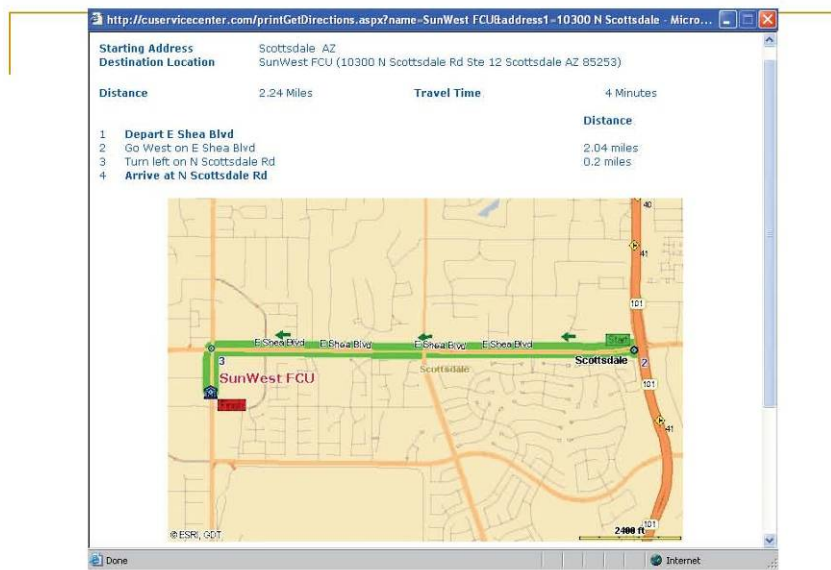 http://cuservicecenter.com/printGetDirections.aspx?name=SunWest FCU&address1=10300 N Scottsdale - Micro...
Starting Address Scottsdale AZ
Destination Location SunWest FCU (10300 N Scottsdale Rd Ste 12 Scottsdale AZ 85253)
Distance 2.24 Miles Travel Time 4 Minutes
Distance
1 Depart E Shea Blvd
2 Go West on E Shea Blvd 2.04 miles
3 Turn left on N Scottsdale Rd 0.2 miles
4 Arrive at N Scottsdale Rd
40
41
101
Start
E Shea Blvd E Shea Blvd E Shea Blvd E Shea Blvd
3 Scottsdale Scottsdale 2
SunWest FCU
101
Finish
41
101
2400 ft
© ESRI, GDT
Done Internet